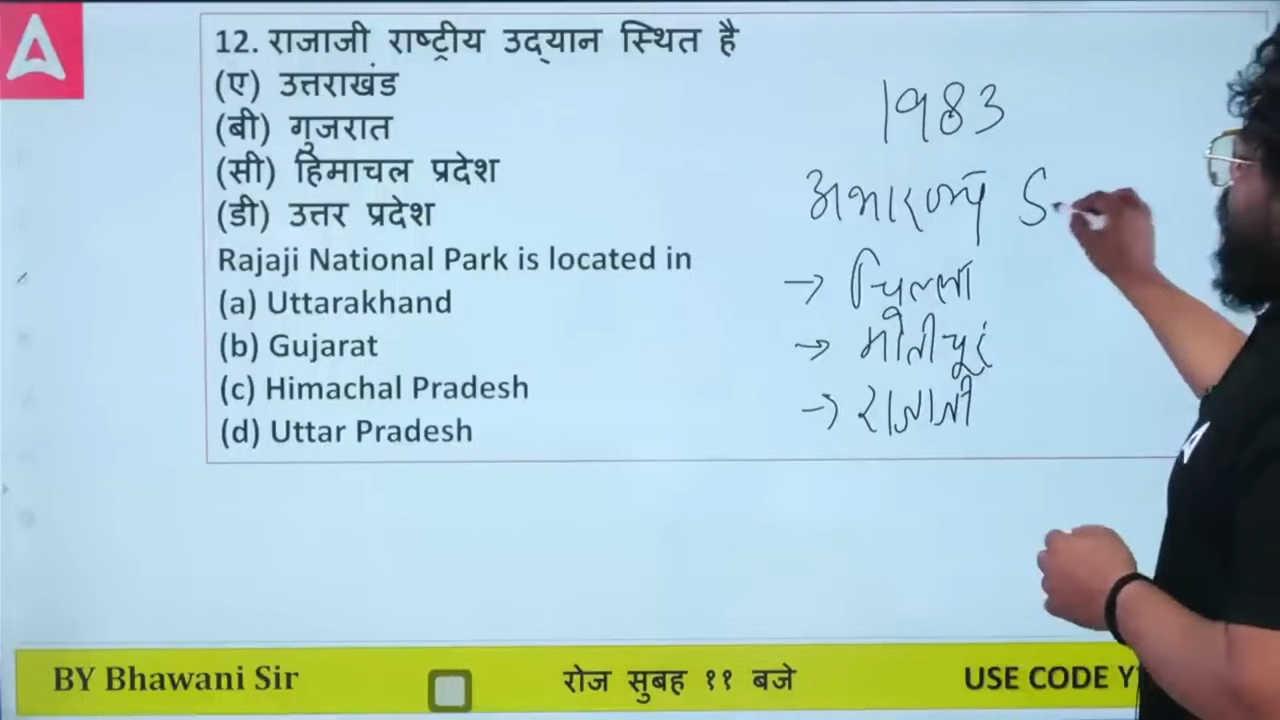 12. राजाजी राष्ट्रीय उद्यान स्थित है
(ए) उत्तराखंड
(बी) गुजरात
(सी) हिमाचल प्रदेश
(डी) उत्तर प्रदेश
Rajaji National Park is located in
(a) Uttarakhand
(b) Gujarat
(c) Himachal Pradesh
(d) Uttar Pradesh
1983
अभारण्य S
→ चिल्ला
→ मोतीचूर
→ राजाजी
BY Bhawani Sir
रोज सुबह ११ बजे
USE CODE Y